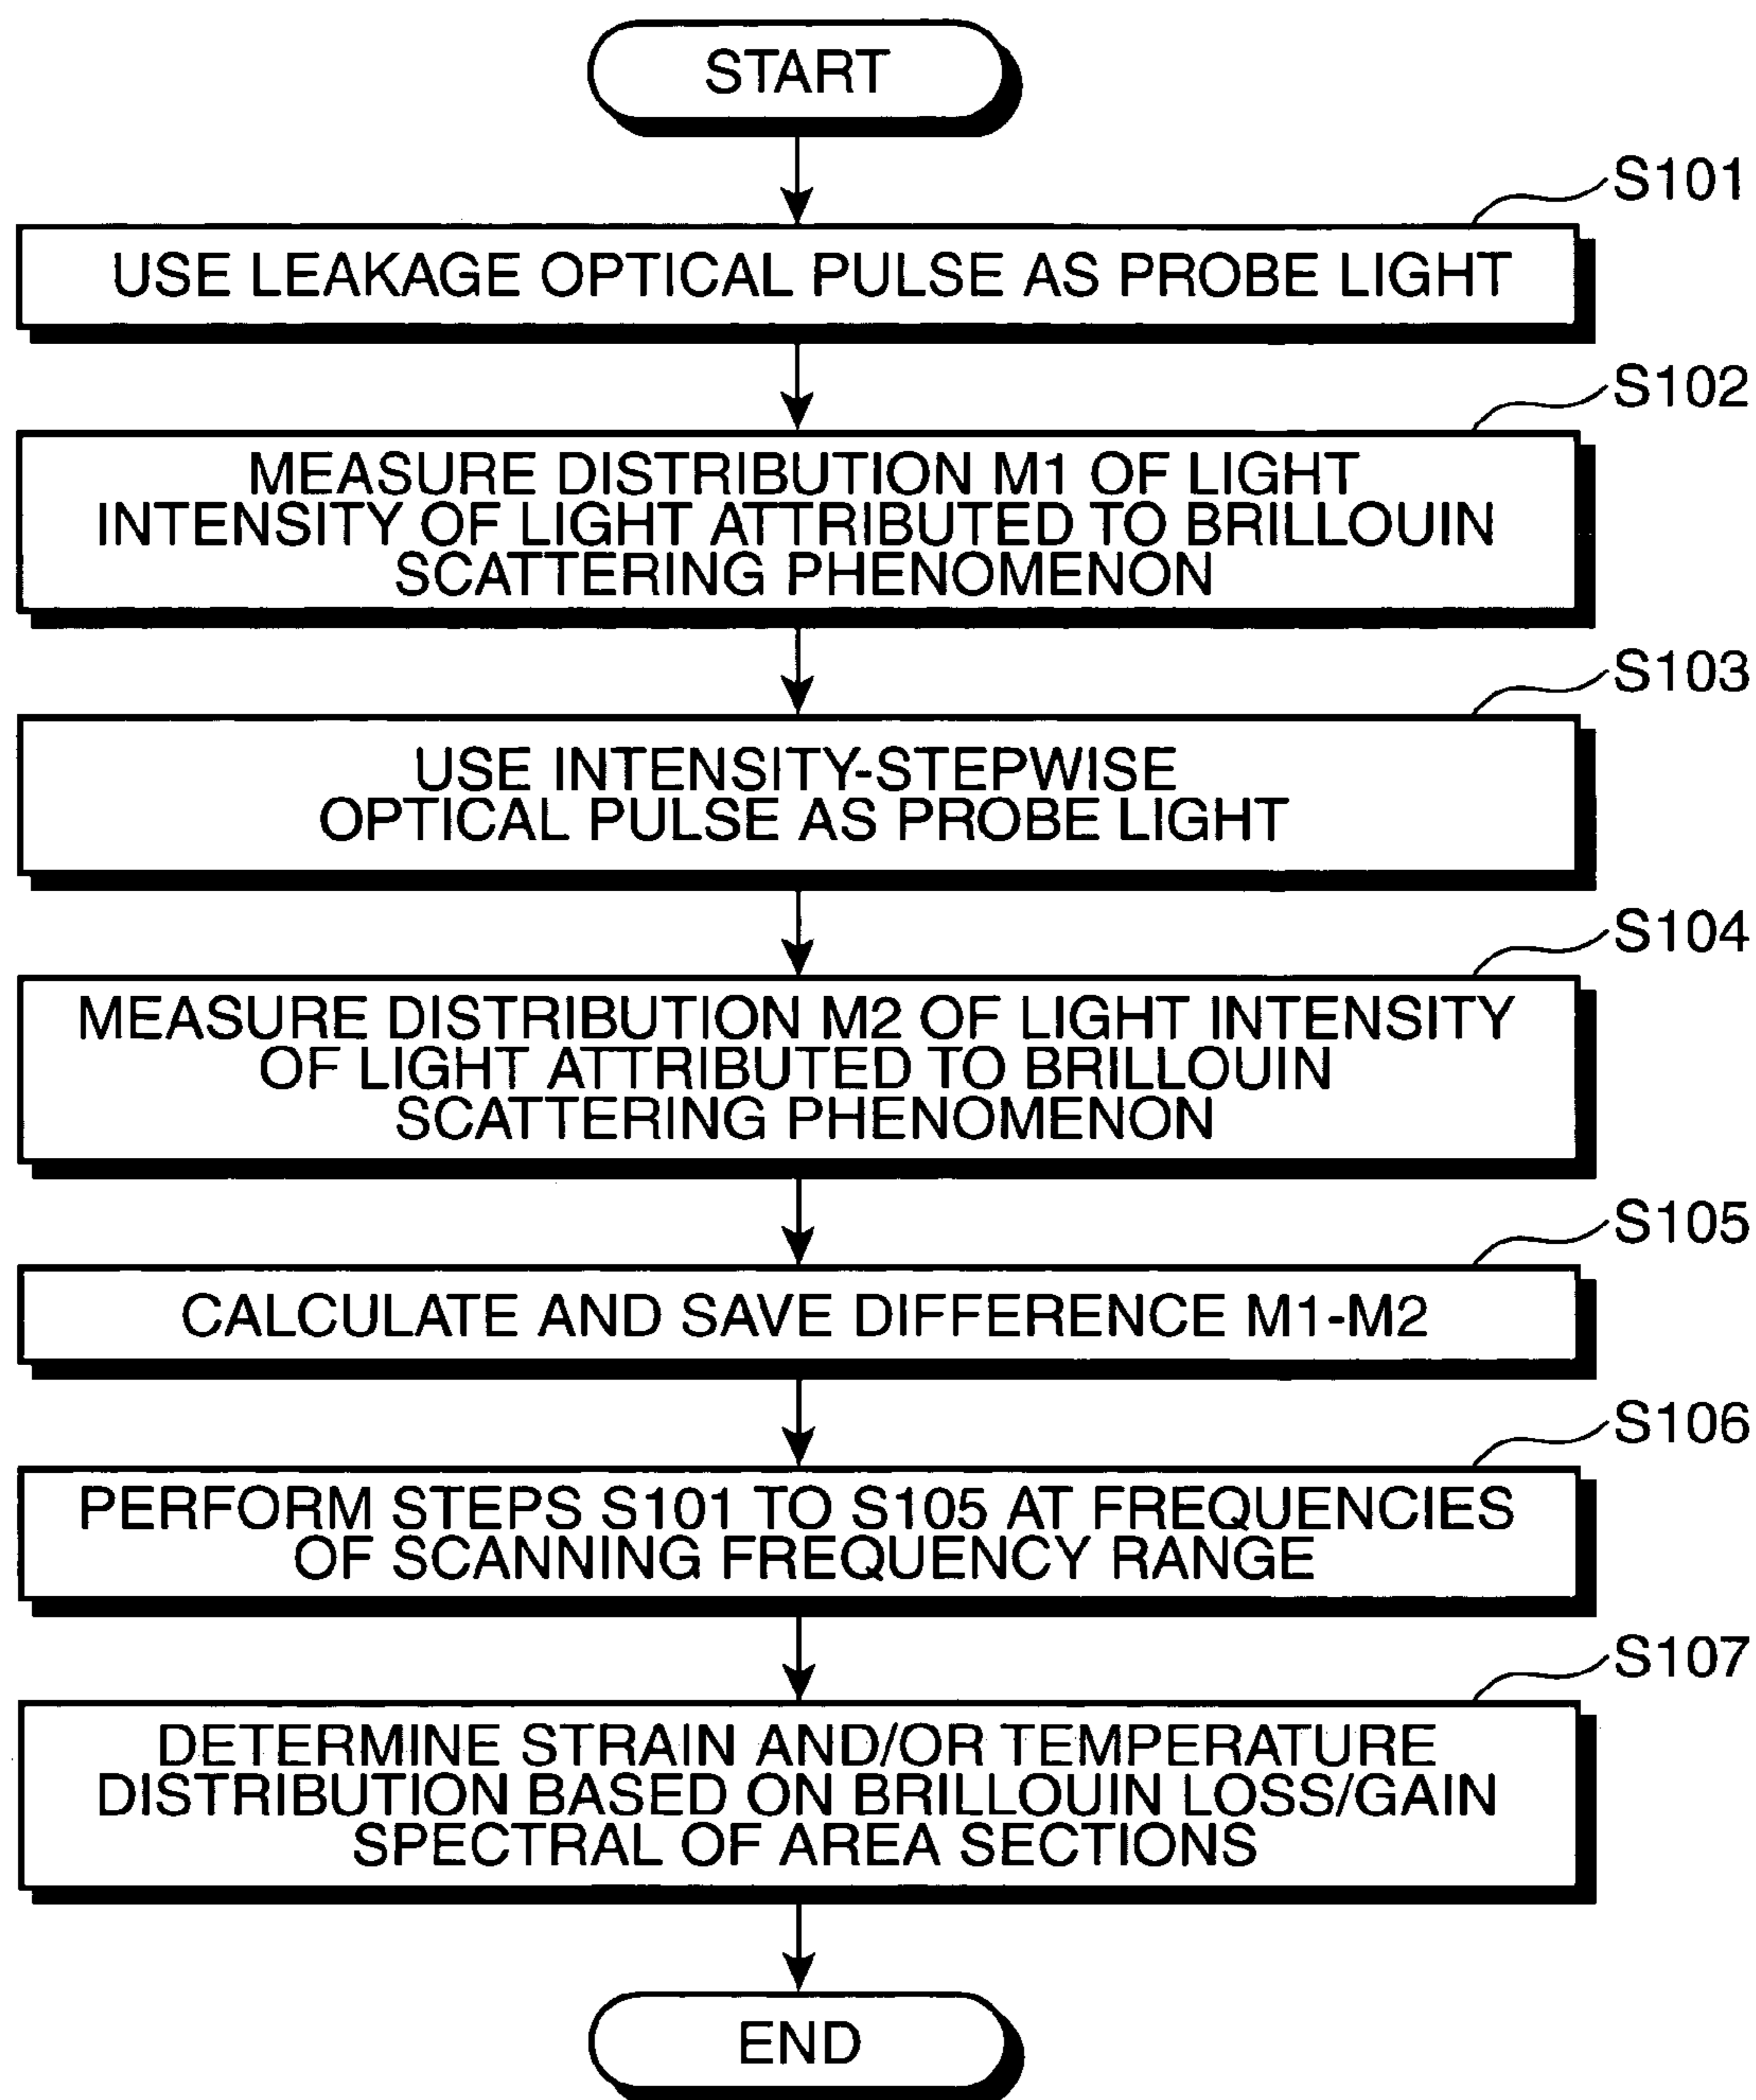 START
S101
USE LEAKAGE OPTICAL PULSE AS PROBE LIGHT
S102
MEASURE DISTRIBUTION M1 OF LIGHT
INTENSITY OF LIGHT ATTRIBUTED TO BRILLOUIN
SCATTERING PHENOMENON
S103
USE INTENSITY-STEPWISE
OPTICAL PULSE AS PROBE LIGHT
S104
MEASURE DISTRIBUTION M2 OF LIGHT INTENSITY
OF LIGHT ATTRIBUTED TO BRILLOUIN
SCATTERING PHENOMENON
S105
CALCULATE AND SAVE DIFFERENCE M1-M2
S106
PERFORM STEPS S101 TO S105 AT FREQUENCIES
OF SCANNING FREQUENCY RANGE
S107
DETERMINE STRAIN AND/OR TEMPERATURE
DISTRIBUTION BASED ON BRILLOUIN LOSS/GAIN
SPECTRAL OF AREA SECTIONS
END